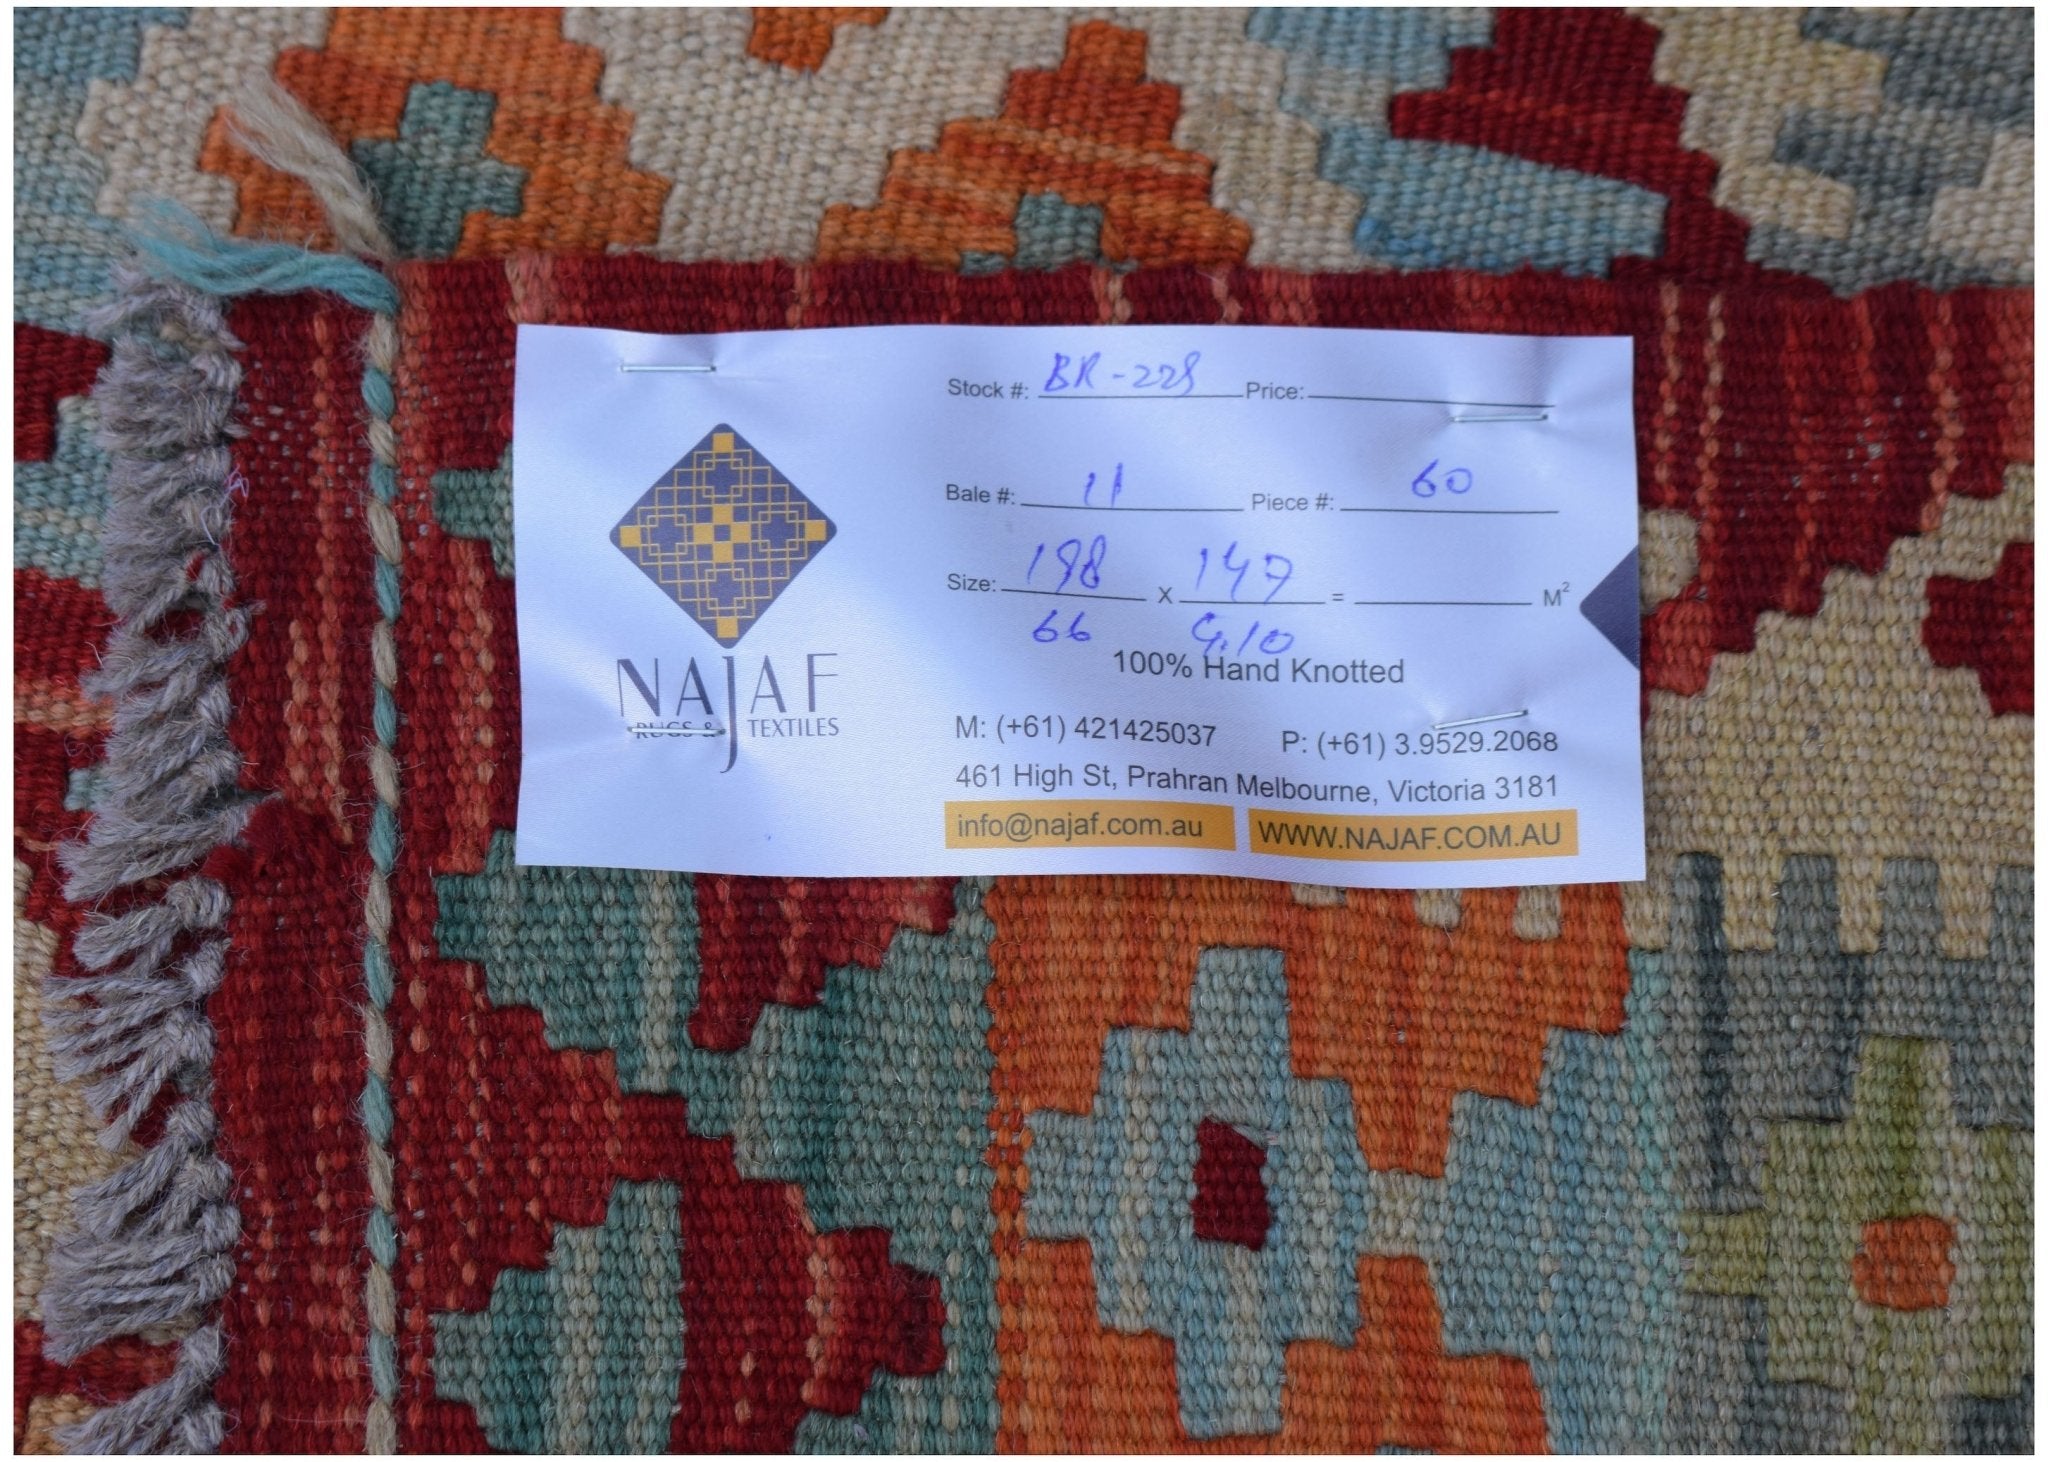 NAJAF
RUGS & TEXTILES
Stock #: BR-228 Price:
Bale #: 11 Piece #: 60
Size: 198 x 147 = M²
66 4.10
100% Hand Knotted
M: (+61) 421425037 P: (+61) 3.9529.2068
461 High St, Prahran Melbourne, Victoria 3181
info@najaf.com.au WWW.NAJAF.COM.AU